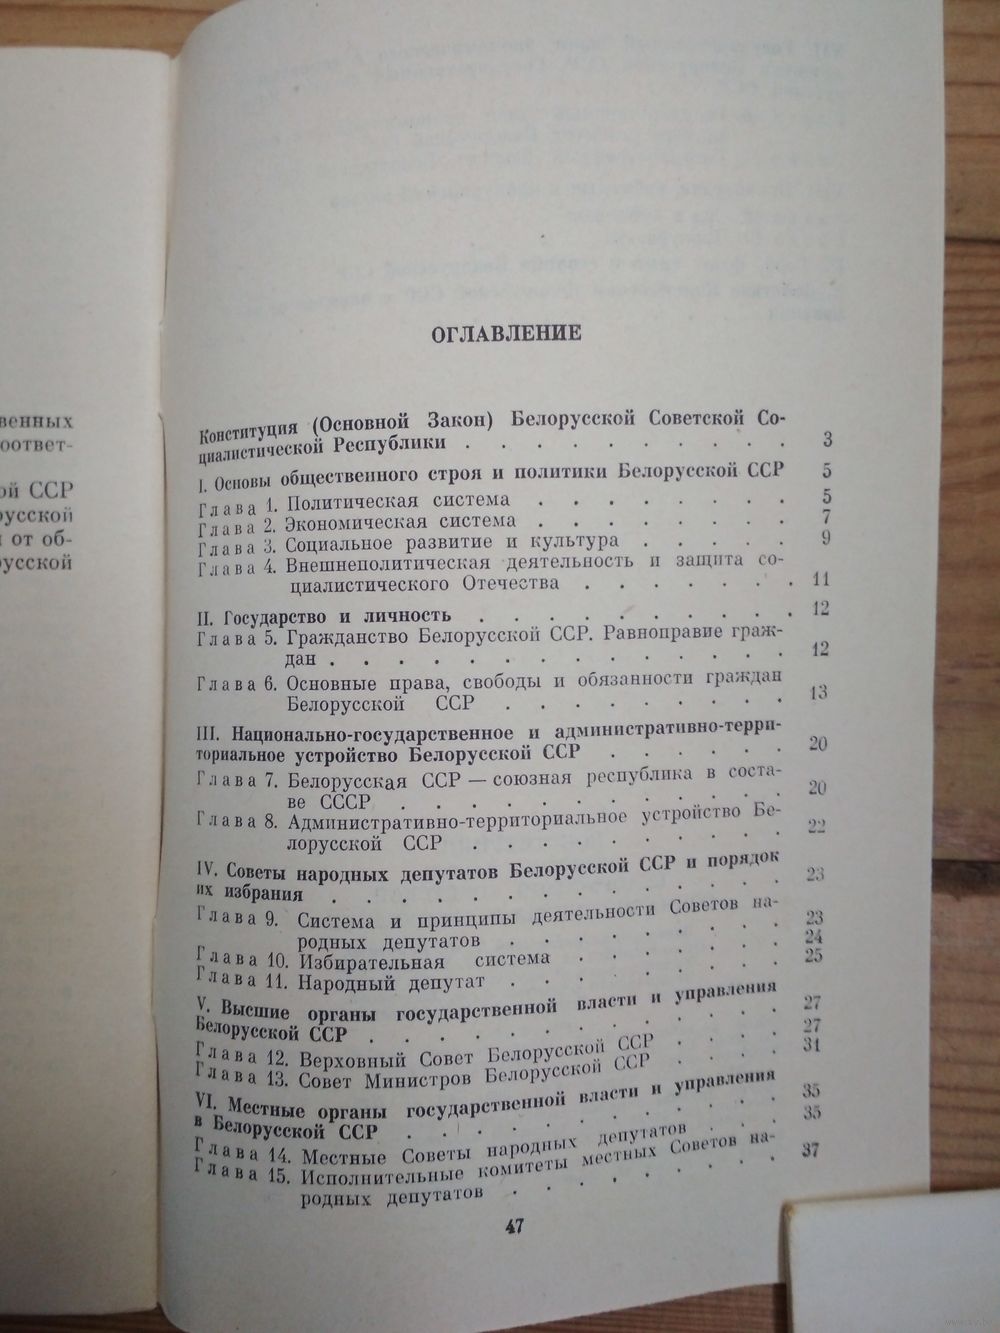 венных
оответ-
ой ССР
русской
от об-
русской
ОГЛАВЛЕНИЕ
Конституция (Основной Закон) Белорусской Советской Со-
циалистической Республики . . . . . . . . . . 3
I. Основы общественного строя и политики Белорусской ССР 5
Глава 1. Политическая система . . . . . . . . 5
Глава 2. Экономическая система . . . . . . . . 7
Глава 3. Социальное развитие и культура . . . . . 9
Глава 4. Внешнеполитическая деятельность и защита со-
циалистического Отечества . . . . . . . 11
II. Государство и личность . . . . . . . . . . 12
Глава 5. Гражданство Белорусской ССР. Равноправие граж-
дан . . . . . . . . . . . . . . 12
Глава 6. Основные права, свободы и обязанности граждан
Белорусской ССР . . . . . . . . . 13
III. Национально-государственное и административно-терри-
ториальное устройство Белорусской ССР . . . . . . 20
Глава 7. Белорусская ССР — союзная республика в соста-
ве СССР . . . . . . . . . . . . 20
Глава 8. Административно-территориальное устройство Бе-
лорусской ССР . . . . . . . . . . 22
IV. Советы народных депутатов Белорусской ССР и порядок
их избрания . . . . . . . . . . . . . . 23
Глава 9. Система и принципы деятельности Советов на-
родных депутатов . . . . . . . . . 23
Глава 10. Избирательная система . . . . . . . 24
Глава 11. Народный депутат . . . . . . . . . 25
V. Высшие органы государственной власти и управления
Белорусской ССР . . . . . . . . . . . . 27
Глава 12. Верховный Совет Белорусской ССР . . . . 27
Глава 13. Совет Министров Белорусской ССР . . . . 31
VI. Местные органы государственной власти и управления
в Белорусской ССР . . . . . . . . . . . 35
Глава 14. Местные Советы народных депутатов . . . 35
Глава 15. Исполнительные комитеты местных Советов на-
родных депутатов . . . . . . . . . 37
47